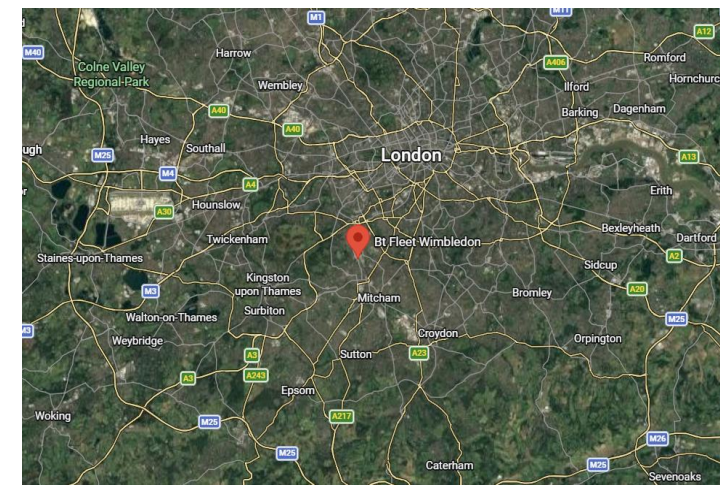 M1
M11
A12
M40
Harrow
Colne Valley
Regional Park
A406
Romford
Wembley
Ilford
Hornchurc
A40
Barking
Dagenham
A40
Hayes
Southall
London
ugh
M25
A13
M4
A4
Erith
Hounslow
A30
Bexleyheath
Dartford
Twickenham
Bt Fleet Wimbledon
Staines-upon-Thames
A2
Sidcup
Kingston
upon Thames
M3
Mitcham
Bromley
A20
Surbiton
Walton-on-Thames
M25
M3
Weybridge
Croydon
Orpington
A3
Sutton
A23
A3
A243
Epsom
Woking
A217
M25
M26
M25
Caterham
M25
Sevenoaks